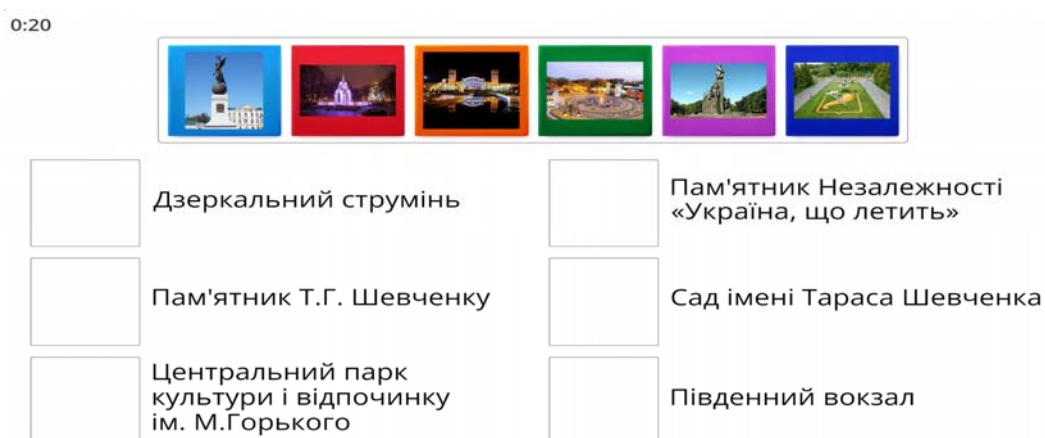 0:20
Дзеркальний струмінь
Пам'ятник Незалежності
«Україна, що летить»
Пам'ятник Т.Г. Шевченку
Сад імені Тараса Шевченка
Центральний парк
культури і відпочинку
ім. М.Горького
Південний вокзал